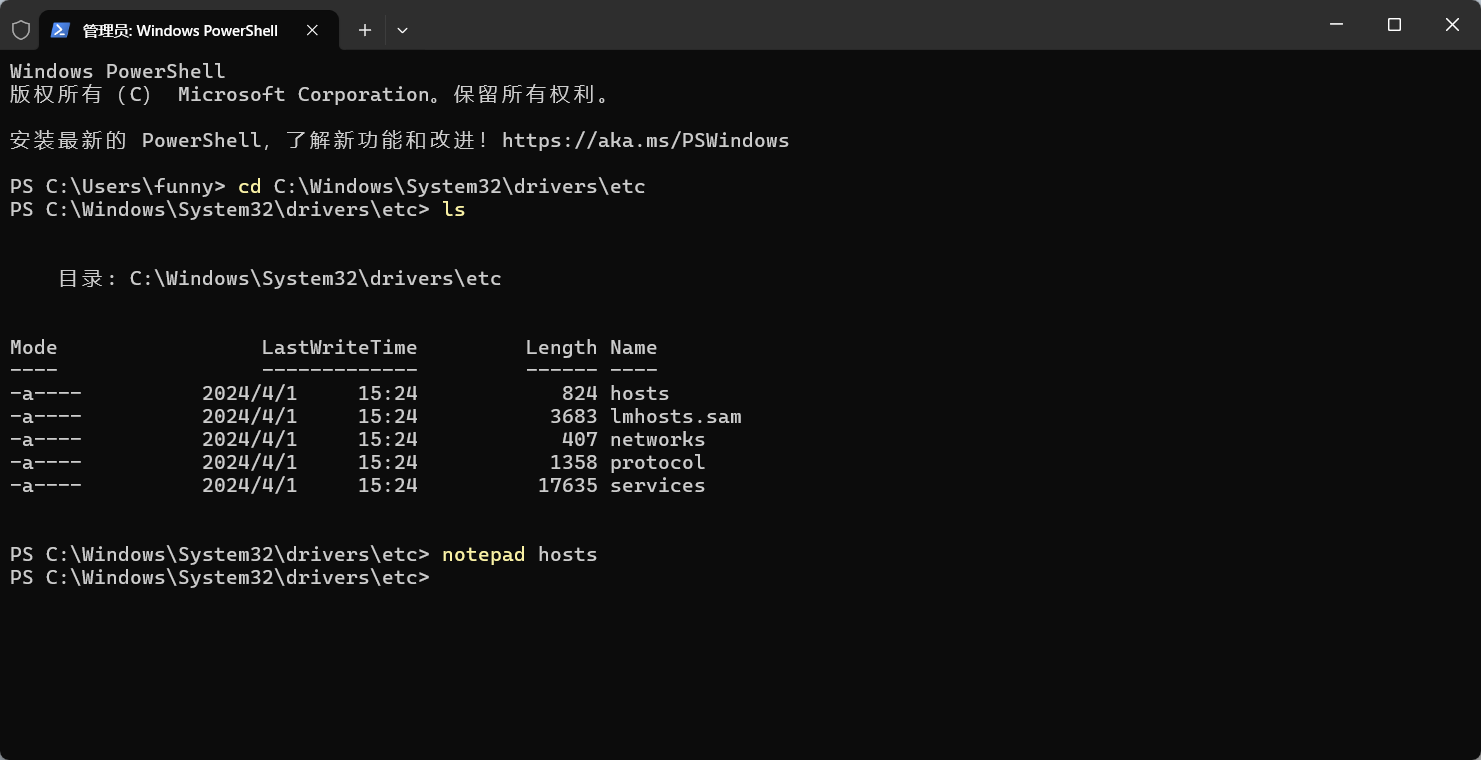 管理员: Windows PowerShell
Windows PowerShell
版权所有（C） Microsoft Corporation。保留所有权利。
安装最新的 PowerShell，了解新功能和改进！https://aka.ms/PSWindows
PS C:\Users\funny> cd C:\Windows\System32\drivers\etc
PS C:\Windows\System32\drivers\etc> ls
目录: C:\Windows\System32\drivers\etc
Mode                 LastWriteTime         Length Name
----                 -------------         ------ ----
-a----          2024/4/1     15:24            824 hosts
-a----          2024/4/1     15:24           3683 lmhosts.sam
-a----          2024/4/1     15:24            407 networks
-a----          2024/4/1     15:24           1358 protocol
-a----          2024/4/1     15:24          17635 services
PS C:\Windows\System32\drivers\etc> notepad hosts
PS C:\Windows\System32\drivers\etc>